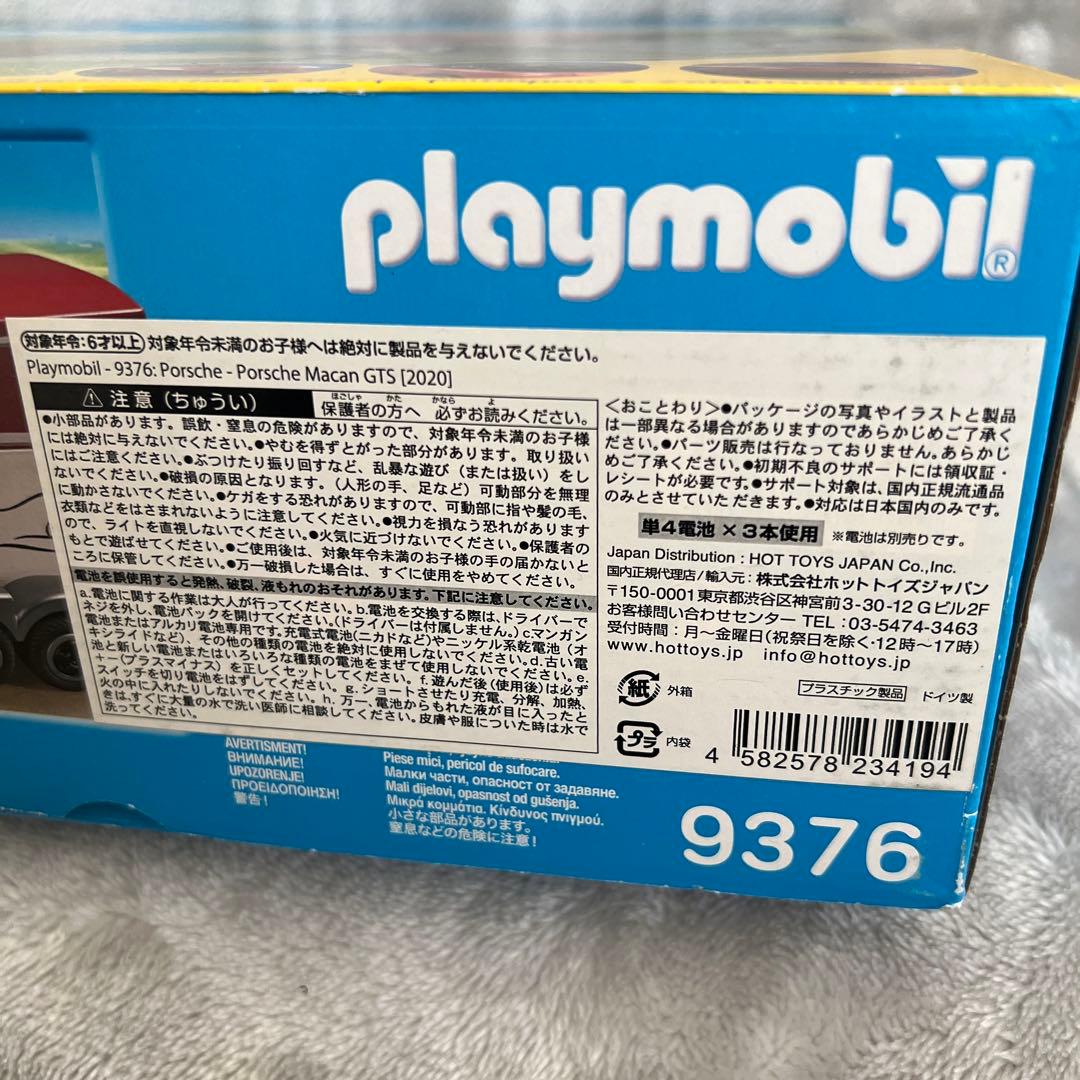 playmobil®
対象年令:6才以上 対象年令未満のお子様へは絶対に製品を与えないでください。
Playmobil - 9376: Porsche - Porsche Macan GTS [2020]
⚠ 注意(ちゅうい)
保護者の方へ 必ずお読みください。
ほごしゃ かた かなら よ
●小部品があります。誤飲・窒息の危険がありますので、対象年令未満のお子様
には絶対に与えないでください。●やむを得ずとがった部分があります。取り扱い
にはご注意ください。●ぶつけたり振り回すなど、乱暴な遊び(または扱い)をし
ないでください。●破損の原因となります。(人形の手、足など)可動部分を無理
に動かさないでください。●ケガをする恐れがありますので、可動部に指や髪の毛、
衣類などをはさまれないように注意してください。●視力を損なう恐れがあります
ので、ライトを直視しないでください。●火気に近づけないでください。●保護者の
もとで遊ばせてください。●ご使用後は、対象年令未満のお子様の手の届かないと
ころに保管してください。●万一破損した場合は、すぐに使用をやめてください。
電池を誤使用すると発熱、破裂、液もれのおそれがあります。下記に注意してください。
a.電池に関する作業は大人が行ってください。b.電池を交換する際は、ドライバーで
ネジを外し、電池パックを開けてください。(ドライバーは付属しません。)c.マンガン
電池またはアルカリ電池専用です。充電式電池(ニカドなど)やニッケル系乾電池(オ
キシライドなど)、その他の種類の電池を絶対に使用しないでください。d.古い電
池と新しい電池またはいろいろな種類の電池をまぜて使用しないでください。e.
+-(プラスマイナス)を正しくセットしてください。f.遊んだ後(使用後)は必ず
スイッチを切り電池をはずしてください。g.ショートさせたり充電、分解、加熱、
火の中に入れたりしないでください。h.万一、電池からもれた液が目に入ったと
きは、すぐに大量の水で洗い医師に相談してください。皮膚や服についた時は水で
洗ってください。
<おことわり>●パッケージの写真やイラストと製品
は一部異なる場合がありますのであらかじめご了承く
ださい。●パーツ販売は行なっておりません。あらかじ
めご了承ください。●初期不良のサポートには領収証・
レシートが必要です。●サポート対象は、国内正規流通品
のみとさせていただきます。●対応は日本国内のみです。
単4電池×3本使用 ※電池は別売りです。
Japan Distribution : HOT TOYS JAPAN Co.,Inc.
国内正規代理店/輸入元:株式会社ホットトイズジャパン
〒150-0001 東京都渋谷区神宮前3-30-12 Gビル2F
お客様お問い合わせセンター TEL:03-5474-3463
受付時間:月〜金曜日(祝祭日を除く・12時〜17時)
www.hottoys.jp info@hottoys.jp
紙 外箱
プラスチック製品 ドイツ製
プラ 内袋
4 582578 234194
AVERTISMENT!
ВНИМАНИЕ!
UPOZORENJE!
ΠΡΟΕΙΔΟΠΟΙΗΣΗ!
警告!
Piese mici, pericol de sufocare.
Малки части, опасност от задавяне.
Mali dijelovi, opasnost od gušenja.
Μικρά κομμάτια. Κίνδυνος πνιγμού.
小さな部品があります。
窒息などの危険に注意!
9376